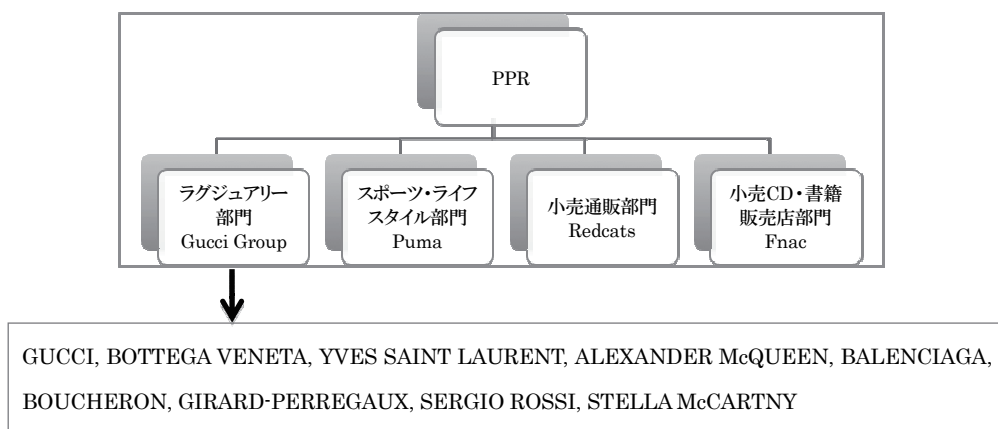 PPR
ラグジュアリー
部門
Gucci Group
スポーツ・ライフ
スタイル部門
Puma
小売通販部門
Redcats
小売CD・書籍
販売店部門
Fnac
GUCCI, BOTTEGA VENETA, YVES SAINT LAURENT, ALEXANDER McQUEEN, BALENCIAGA,
BOUCHERON, GIRARD-PERREGAUX, SERGIO ROSSI, STELLA McCARTNY